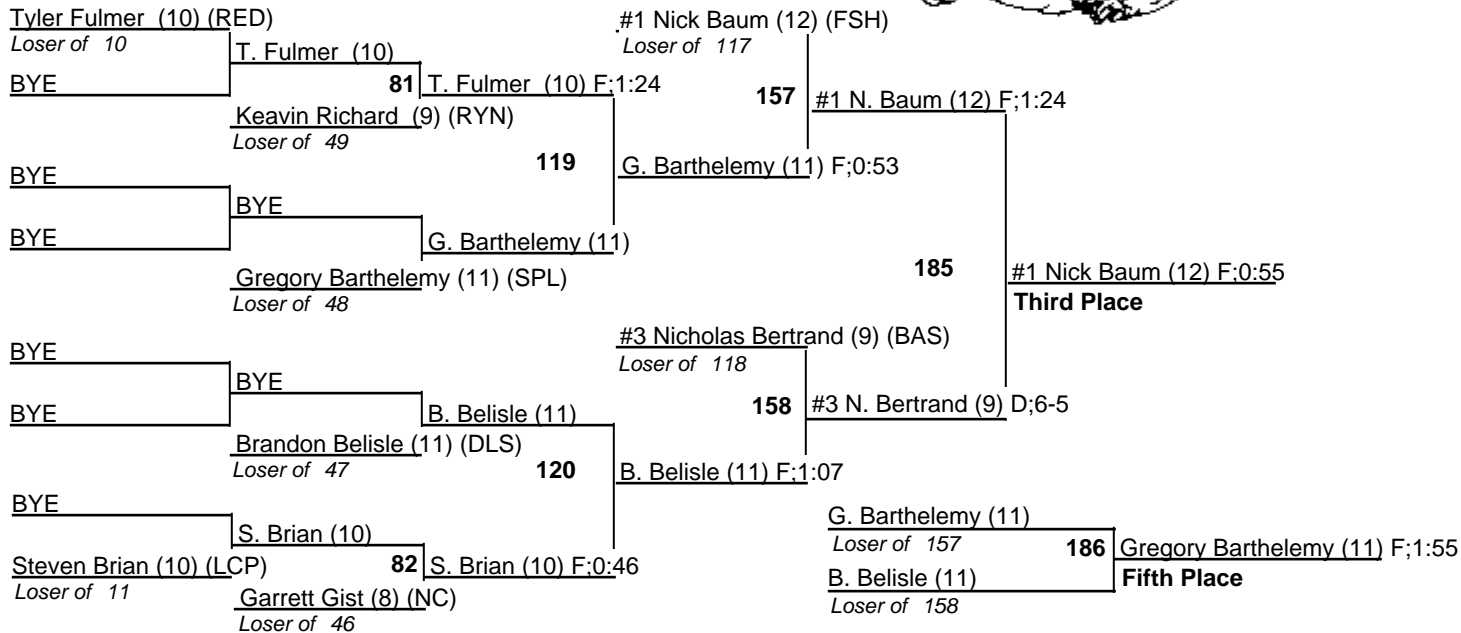 Tyler Fulmer (10) (RED)
Loser of 10
BYE
T. Fulmer (10)
81
Keavin Richard (9) (RYN)
Loser of 49
T. Fulmer (10) F;1:24
BYE
BYE
BYE
Gregory Barthelemy (11) (SPL)
Loser of 48
G. Barthelemy (11)
119
#1 Nick Baum (12) (FSH)
Loser of 117
G. Barthelemy (11) F;0:53
157
#1 N. Baum (12) F;1:24
BYE
BYE
BYE
Brandon Belisle (11) (DLS)
Loser of 47
B. Belisle (11)
BYE
Steven Brian (10) (LCP)
Loser of 11
S. Brian (10)
82
Garrett Gist (8) (NC)
Loser of 46
S. Brian (10) F;0:46
120
#3 Nicholas Bertrand (9) (BAS)
Loser of 118
B. Belisle (11) F;1:07
158
#3 N. Bertrand (9) D;6-5
185
#1 Nick Baum (12) F;0:55
Third Place
G. Barthelemy (11)
Loser of 157
B. Belisle (11)
Loser of 158
186
Gregory Barthelemy (11) F;1:55
Fifth Place